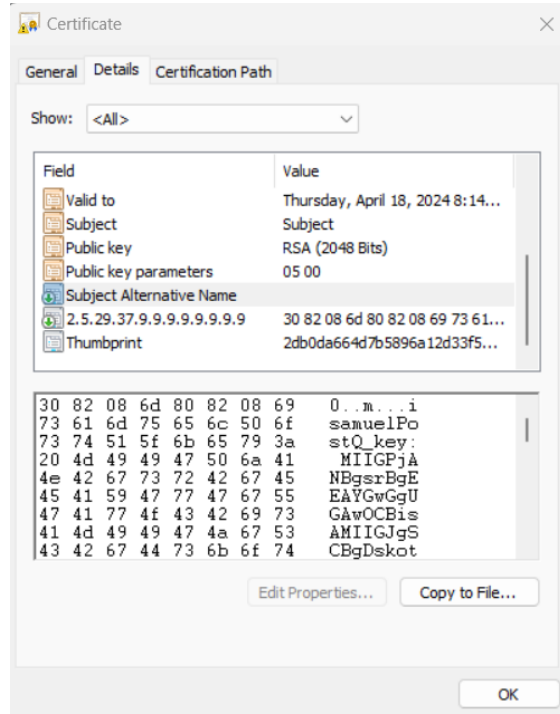 Certificate
General Details Certification Path
Show: <All>
Field Value
Valid to Thursday, April 18, 2024 8:14...
Subject Subject
Public key RSA (2048 Bits)
Public key parameters 05 00
Subject Alternative Name
2.5.29.37.9.9.9.9.9.9.9 30 82 08 6d 80 82 08 69 73 61...
Thumbprint 2db0da664d7b5896a12d33f5...
30 82 08 6d 80 82 08 69 0..m...i
73 61 6d 75 65 6c 50 6f samuelPo
73 74 51 5f 6b 65 79 3a stQ_key:
20 4d 49 49 47 50 6a 41 MIIGPjA
4e 42 67 73 72 42 67 45 NBgsrBgE
45 41 59 47 77 47 67 55 EAYGwGgU
47 41 77 4f 43 42 69 73 GAwOCBis
41 4d 49 49 47 4a 67 53 AMIIGJgS
43 42 67 44 73 6b 6f 74 CBgDskot
Edit Properties... Copy to File...
OK